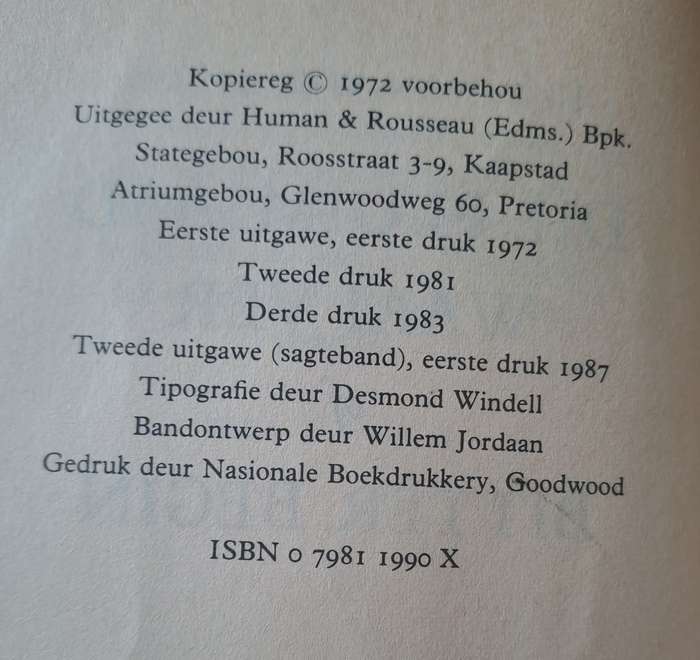 Kopiereg © 1972 voorbehou
Uitgegee deur Human & Rousseau (Edms.) Bpk.
Stategebou, Roosstraat 3-9, Kaapstad
Atriumgebou, Glenwoodweg 60, Pretoria
Eerste uitgawe, eerste druk 1972
Tweede druk 1981
Derde druk 1983
Tweede uitgawe (sagteband), eerste druk 1987
Tipografie deur Desmond Windell
Bandontwerp deur Willem Jordaan
Gedruk deur Nasionale Boekdrukkery, Goodwood
ISBN 0 7981 1990 X